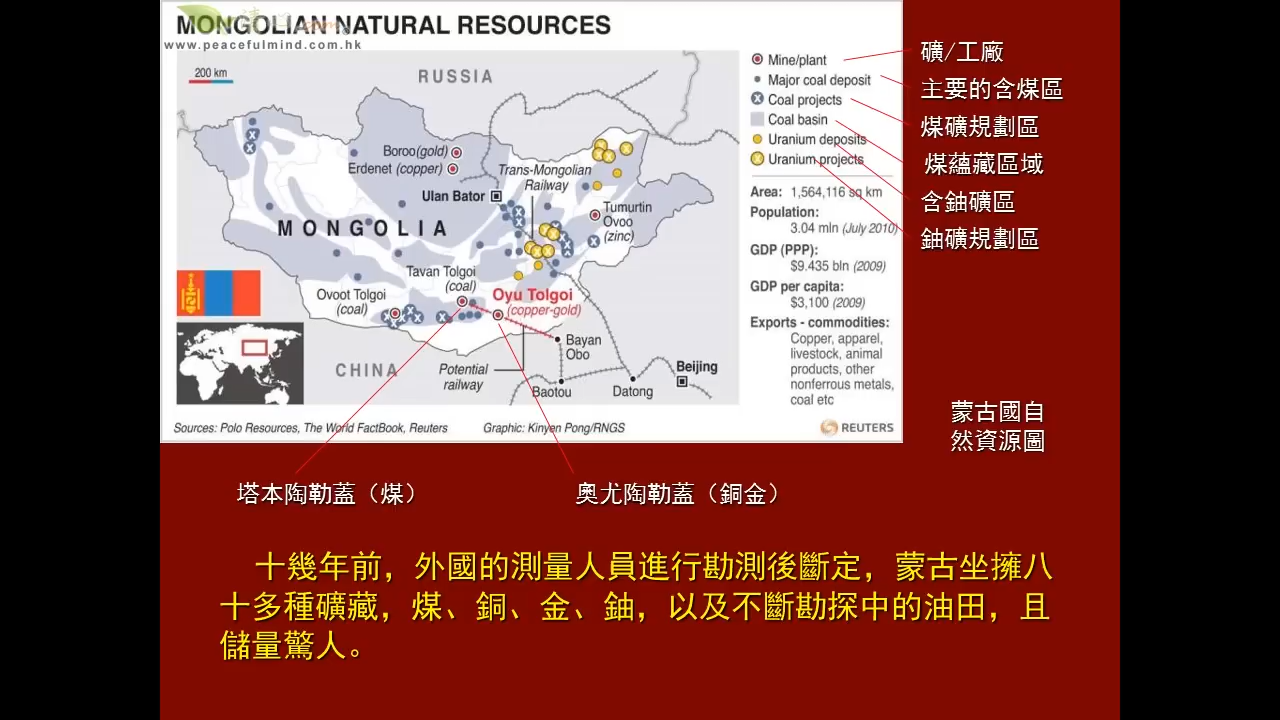 MONGOLIAN NATURAL RESOURCES
www.peacefulmind.com.hk
200 km
RUSSIA
Boroo(gold)
Erdenet (copper)
Trans-Mongolian
Railway
Ulan Bator
MONGOLIA
Tumurtin
Ovoo
(zinc)
Tavan Tolgoi
(coal)
Ovoot Tolgoi
(coal)
Oyu Tolgoi
(copper-gold)
Bayan
Obo
CHINA
Potential
railway
Beijing
Baotou
Datong
Mine/plant
Major coal deposit
Coal projects
Coal basin
Uranium deposits
Uranium projects
Area: 1,564,116 sq km
Population:
3.04 mln (July 2010)
GDP (PPP):
$9.435 bln (2009)
GDP per capita:
$3,100 (2009)
Exports - commodities:
Copper, apparel,
livestock, animal
products, other
nonferrous metals,
coal etc
Sources: Polo Resources, The World FactBook, Reuters
Graphic: Kinyen Pong/RNGS
REUTERS
礦/工廠
主要的含煤區
煤礦規劃區
煤蘊藏區域
含鈾礦區
鈾礦規劃區
蒙古國自
然資源圖
塔本陶勒蓋（煤）
奧尤陶勒蓋（銅金）
十幾年前，外國的測量人員進行勘測後斷定，蒙古坐擁八
十多種礦藏，煤、銅、金、鈾，以及不斷勘探中的油田，且
儲量驚人。